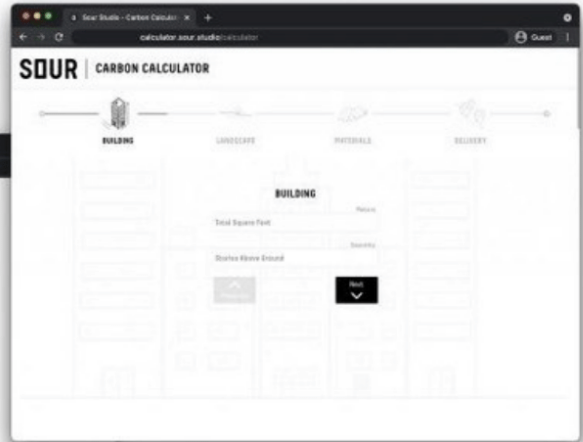 Sour Studio - Carbon Calculat
calculator.sour.studio/calculator
Guest
SOUR | CARBON CALCULATOR
BUILDING
LANDSCAPE
MATERIALS
DELIVERY
BUILDING
Total Square Feet
Stories Above Ground
Next